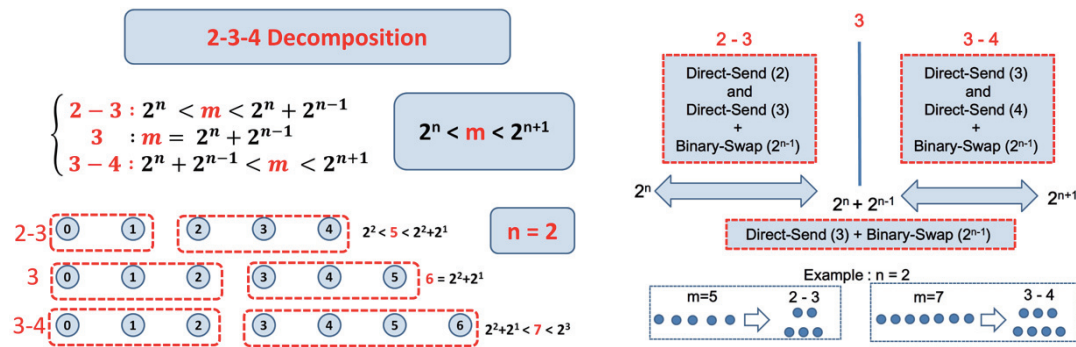 2-3-4 Decomposition
2 − 3 : 2ⁿ < m < 2ⁿ + 2ⁿ⁻¹
3 : m = 2ⁿ + 2ⁿ⁻¹
3 − 4 : 2ⁿ + 2ⁿ⁻¹ < m < 2ⁿ⁺¹
2ⁿ < m < 2ⁿ⁺¹
2-3 0 1 2 3 4 2² < 5 < 2²+2¹
n = 2
3 0 1 2 3 4 5 6 = 2²+2¹
3-4 0 1 2 3 4 5 6 2²+2¹ < 7 < 2³
3
2 - 3
Direct-Send (2)
and
Direct-Send (3)
+
Binary-Swap (2ⁿ⁻¹)
3 - 4
Direct-Send (3)
and
Direct-Send (4)
+
Binary-Swap (2ⁿ⁻¹)
2ⁿ 2ⁿ + 2ⁿ⁻¹ 2ⁿ⁺¹
Direct-Send (3) + Binary-Swap (2ⁿ⁻¹)
Example : n = 2
m=5 2 - 3
m=7 3 - 4